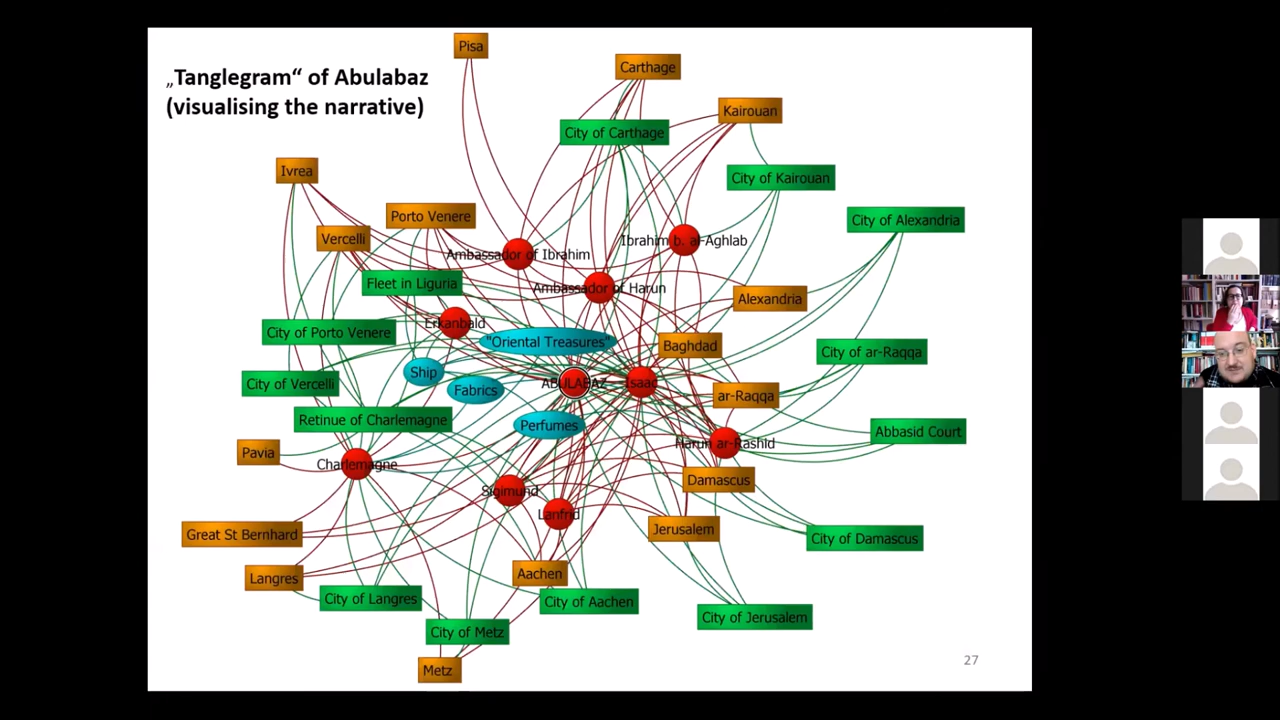 Pisa
„Tanglegram“ of Abulabaz
(visualising the narrative)
Carthage
Kairouan
City of Carthage
Ivrea
City of Kairouan
Porto Venere
City of Alexandria
Vercelli
Ambassador of Ibrahim
Ibrahim b. al-Aghlab
Fleet in Liguria
Ambassador of Harun
Alexandria
City of Porto Venere
Erkanbald
"Oriental Treasures"
Baghdad
City of ar-Raqqa
Ship
City of Vercelli
Fabrics
ABULABAZ
Isaac
ar-Raqqa
Retinue of Charlemagne
Perfumes
Abbasid Court
Pavia
Charlemagne
Harun ar-Rashid
Sigimund
Damascus
Lanfrid
Great St Bernhard
Jerusalem
City of Damascus
Langres
Aachen
City of Langres
City of Aachen
City of Jerusalem
City of Metz
Metz
27